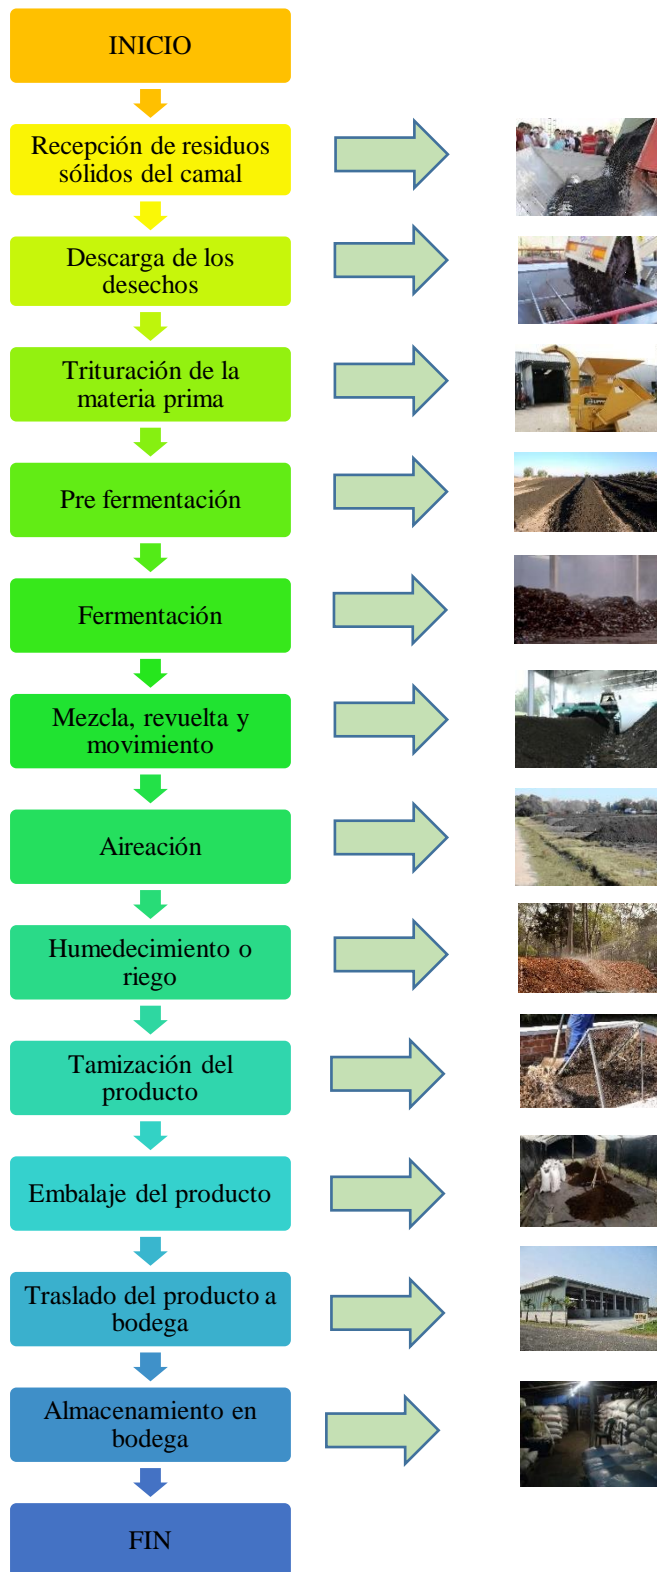 INICIO
Recepción de residuos
sólidos del camal
Descarga de los
desechos
Trituración de la
materia prima
Pre fermentación
Fermentación
Mezcla, revuelta y
movimiento
Aireación
Humedecimiento o
riego
Tamización del
producto
Embalaje del producto
Traslado del producto a
bodega
Almacenamiento en
bodega
FIN